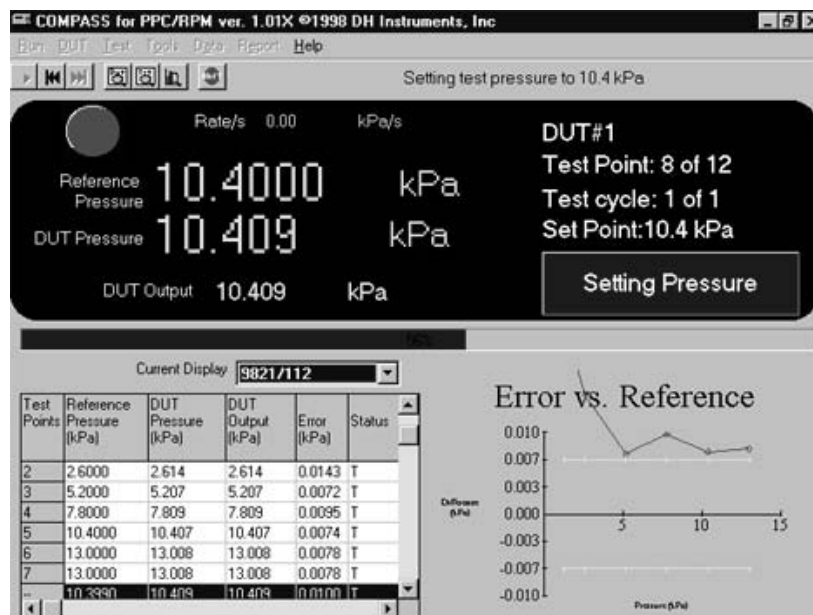 COMPASS for PPC/RPM ver. 1.01X ©1998 DH Instruments, Inc
Run DUT Test Tools Data Report Help
Setting test pressure to 10.4 kPa
Rate/s 0.00 kPa/s
Reference Pressure 10.4000 kPa
DUT Pressure 10.409 kPa
DUT Output 10.409 kPa
DUT#1
Test Point: 8 of 12
Test cycle: 1 of 1
Set Point:10.4 kPa
Setting Pressure
56%
Current Display 9821/112
Test Points Reference Pressure (kPa) DUT Pressure (kPa) DUT Output (kPa) Error (kPa) Status
2 2.6000 2.614 2.614 0.0143 T
3 5.2000 5.207 5.207 0.0072 T
4 7.8000 7.809 7.809 0.0095 T
5 10.4000 10.407 10.407 0.0074 T
6 13.0000 13.008 13.008 0.0078 T
7 13.0000 13.008 13.008 0.0078 T
-- 10.3990 10.409 10.409 0.0100 T
Error vs. Reference
0.010
0.007
0.003
0.000
-0.003
-0.007
-0.010
5 10 15
Difference (kPa)
Pressure (kPa)